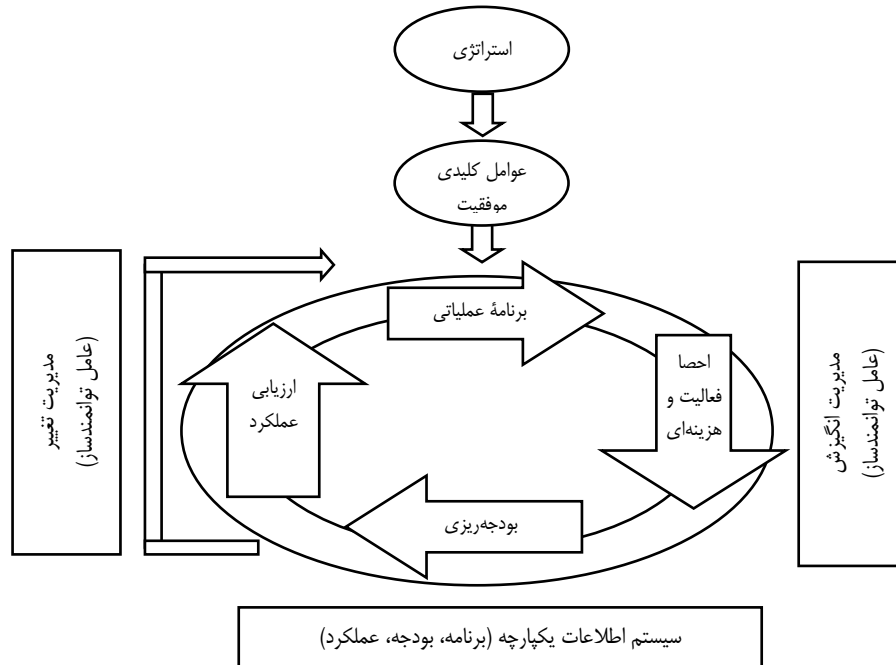 استراتژی
عوامل کلیدی
موفقیت
برنامهٔ عملیاتی
احصا
فعالیت و
هزینه‌ای
بودجه‌ریزی
ارزیابی
عملکرد
مدیریت انگیزش
(عامل توانمندساز)
مدیریت تغییر
(عامل توانمندساز)
سیستم اطلاعات یکپارچه (برنامه، بودجه، عملکرد)